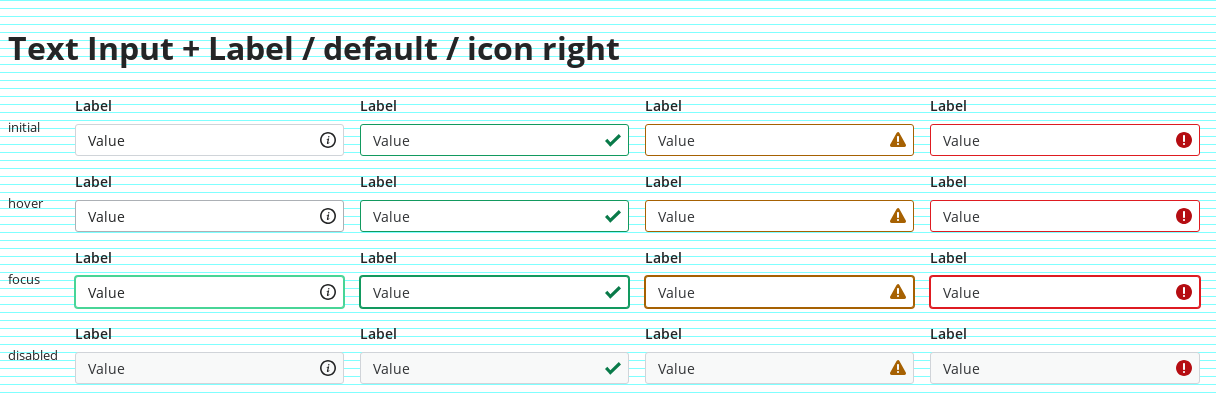 Text Input + Label / default / icon right
Label Label Label Label
initial
Value Value Value Value
Label Label Label Label
hover
Value Value Value Value
Label Label Label Label
focus
Value Value Value Value
Label Label Label Label
disabled
Value Value Value Value